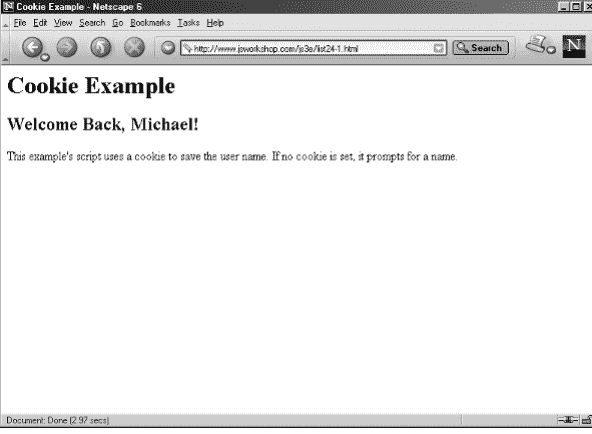 Cookie Example - Netscape 6
File Edit View Search Go Bookmarks Tasks Help
http://www.jsworkshop.com/js3e/list24-1.html Search N
Cookie Example
Welcome Back, Michael!
This example's script uses a cookie to save the user name. If no cookie is set, it prompts for a name.
Document: Done (2.97 secs)